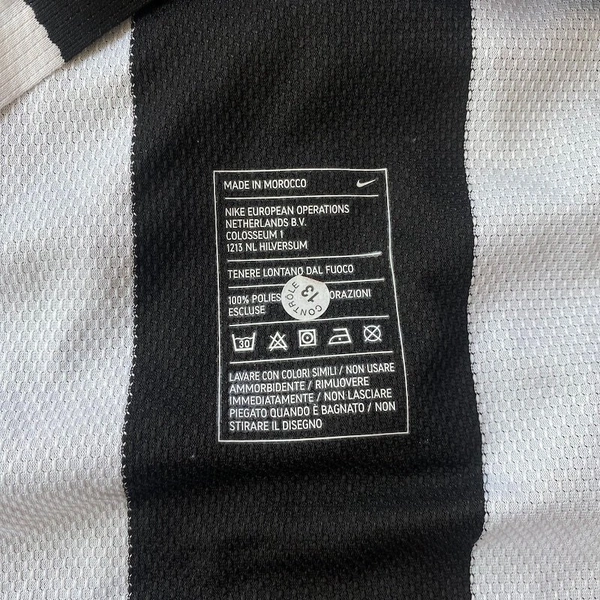 MADE IN MOROCCO
NIKE EUROPEAN OPERATIONS
NETHERLANDS B.V.
COLOSSEUM 1
1213 NL HILVERSUM
TENERE LONTANO DAL FUOCO
100% POLIES ORAZIONI
ESCLUSE
CONTRÔLE
13
30
LAVARE CON COLORI SIMILI / NON USARE
AMMORBIDENTE / RIMUOVERE
IMMEDIATAMENTE / NON LASCIARE
PIEGATO QUANDO È BAGNATO / NON
STIRARE IL DISEGNO